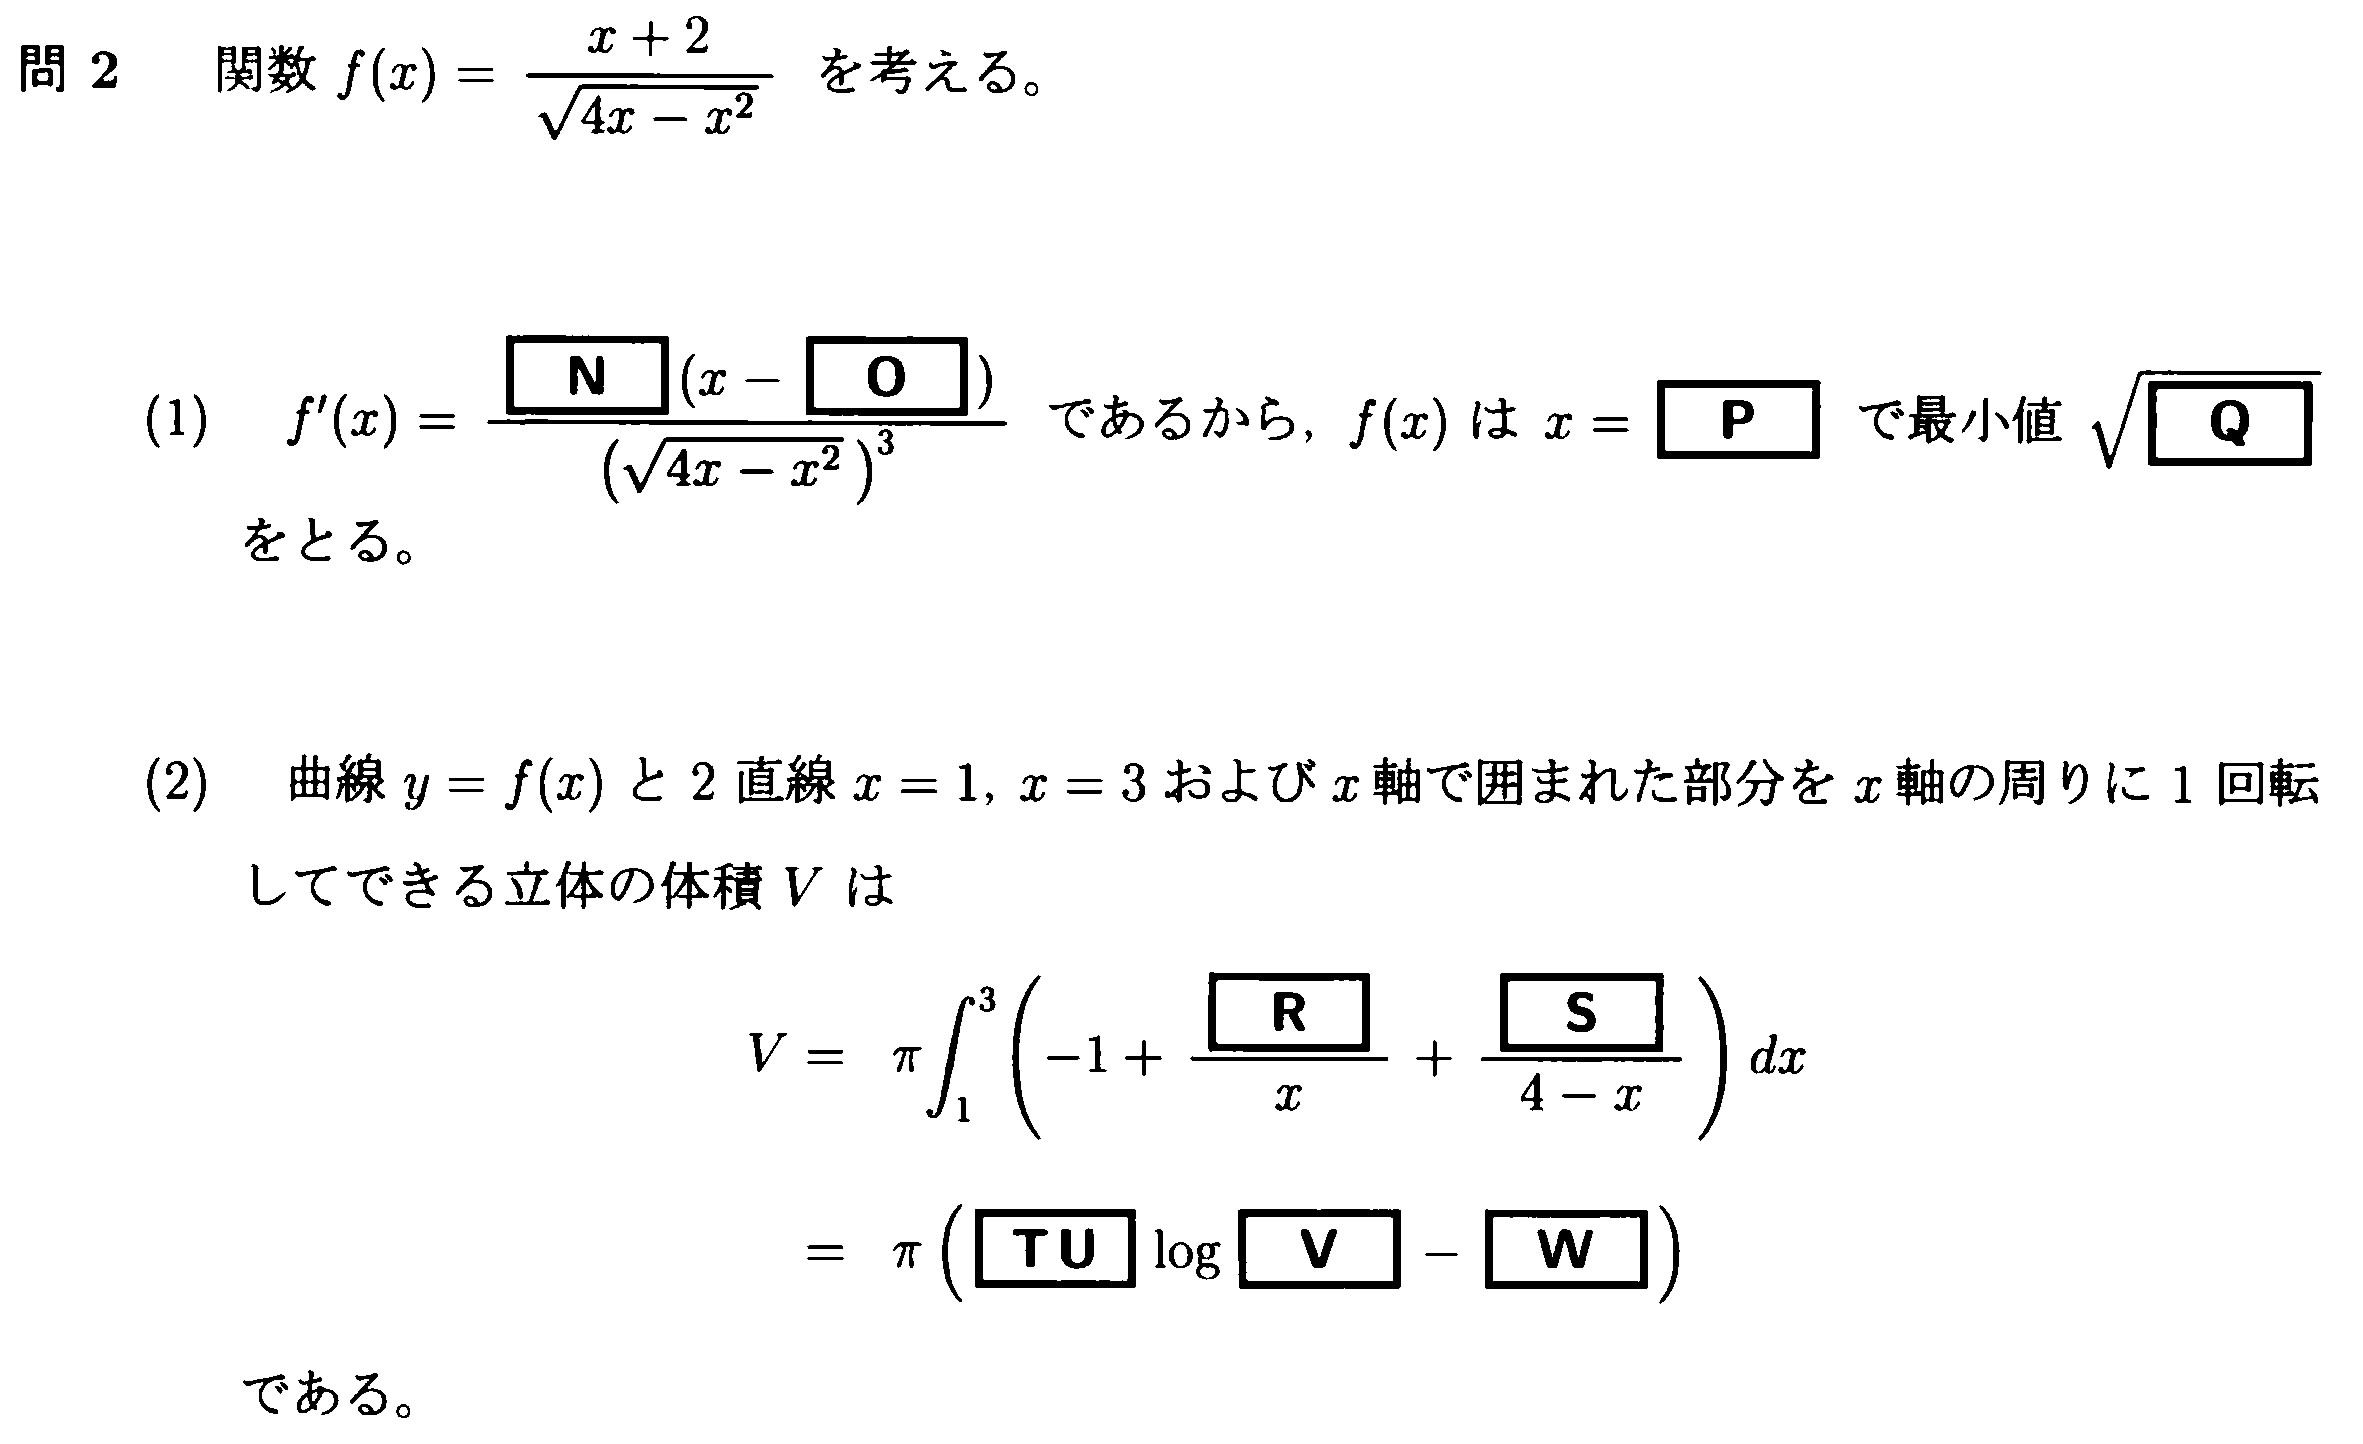 問 2 関数 f(x) = \frac{x + 2}{\sqrt{4x - x^2}} を考える。
(1) f'(x) = \frac{\boxed{N}(x - \boxed{O})}{(\sqrt{4x - x^2})^3} であるから, f(x) は x = \boxed{P} で最小値 \sqrt{\boxed{Q}}
をとる。
(2) 曲線 y = f(x) と 2 直線 x = 1, x = 3 および x 軸で囲まれた部分を x 軸の周りに 1 回転
してできる立体の体積 V は
V = π\int_1^3 \left( -1 + \frac{\boxed{R}}{x} + \frac{\boxed{S}}{4 - x} \right) dx
= π ( \boxed{TU} log \boxed{V} - \boxed{W} )
である。